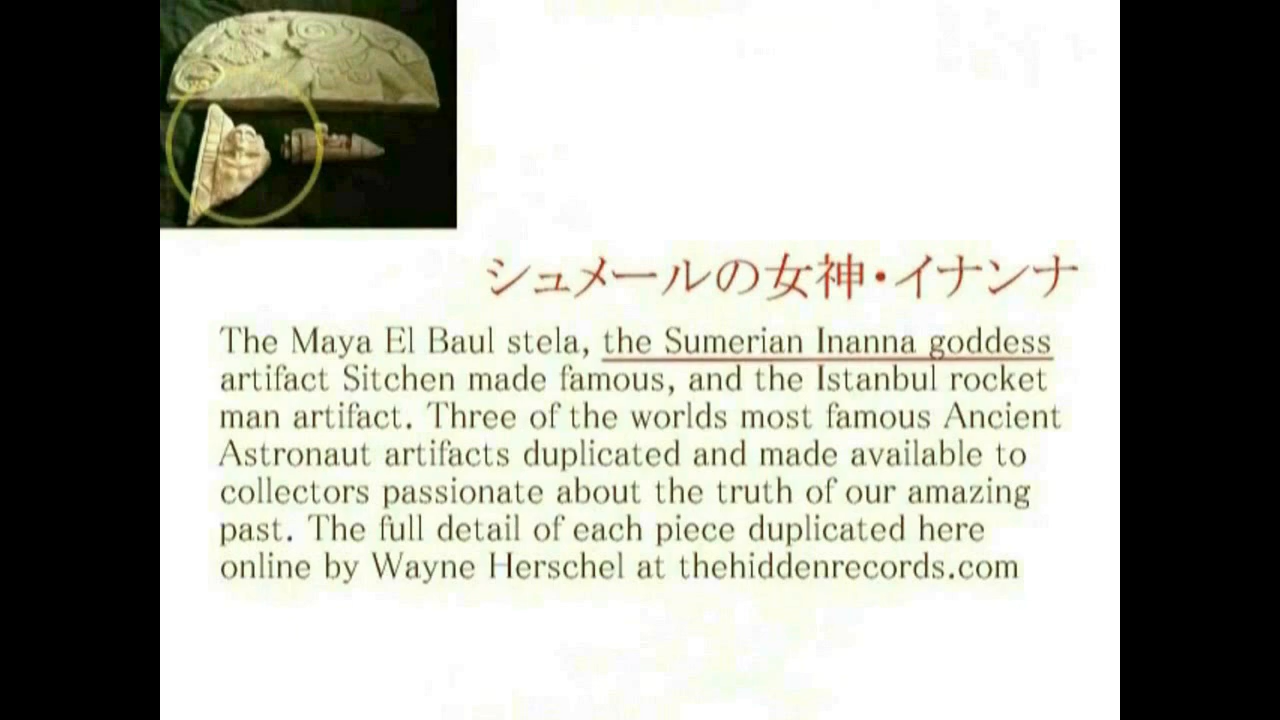 シュメールの女神・イナンナ
The Maya El Baul stela, the Sumerian Inanna goddess
artifact Sitchen made famous, and the Istanbul rocket
man artifact. Three of the worlds most famous Ancient
Astronaut artifacts duplicated and made available to
collectors passionate about the truth of our amazing
past. The full detail of each piece duplicated here
online by Wayne Herschel at thehiddenrecords.com